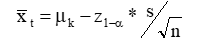 x̅ₜ = μₖ − z₁₋α * s/√n